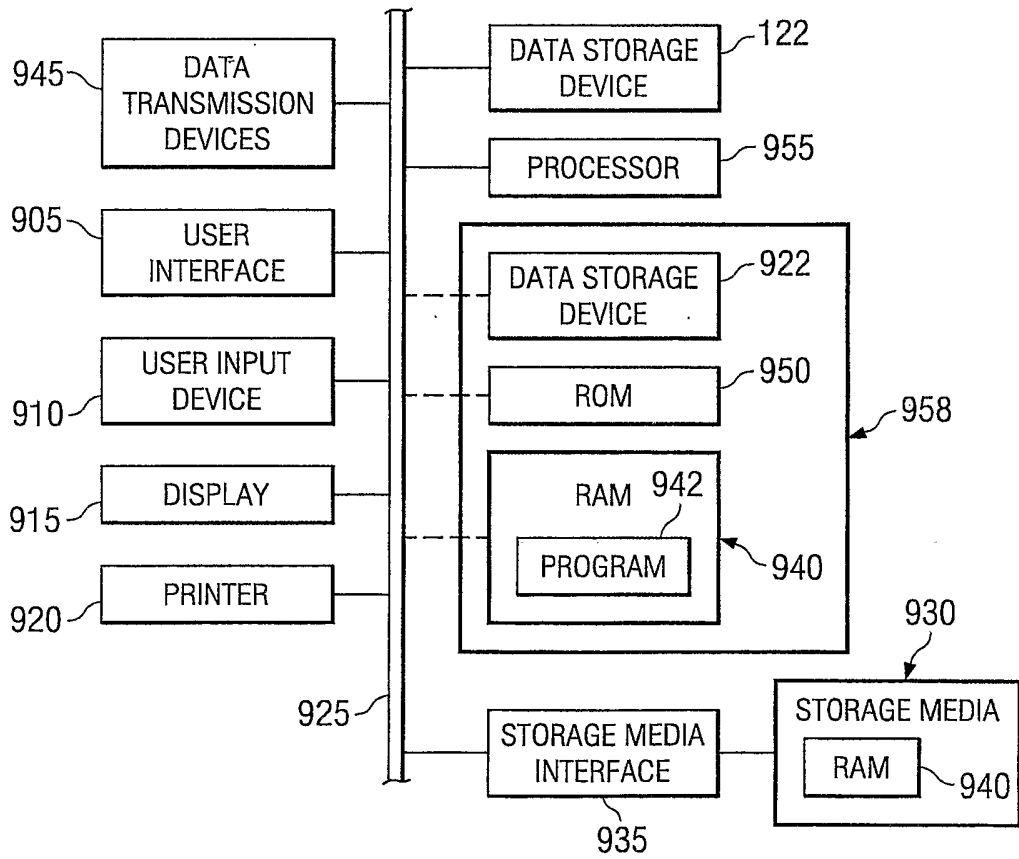 945
DATA
TRANSMISSION
DEVICES
905
USER
INTERFACE
910
USER INPUT
DEVICE
915
DISPLAY
920
PRINTER
925
DATA STORAGE
DEVICE
122
PROCESSOR
955
DATA STORAGE
DEVICE
922
ROM
950
958
RAM
942
PROGRAM
940
930
STORAGE MEDIA
INTERFACE
935
STORAGE MEDIA
RAM
940